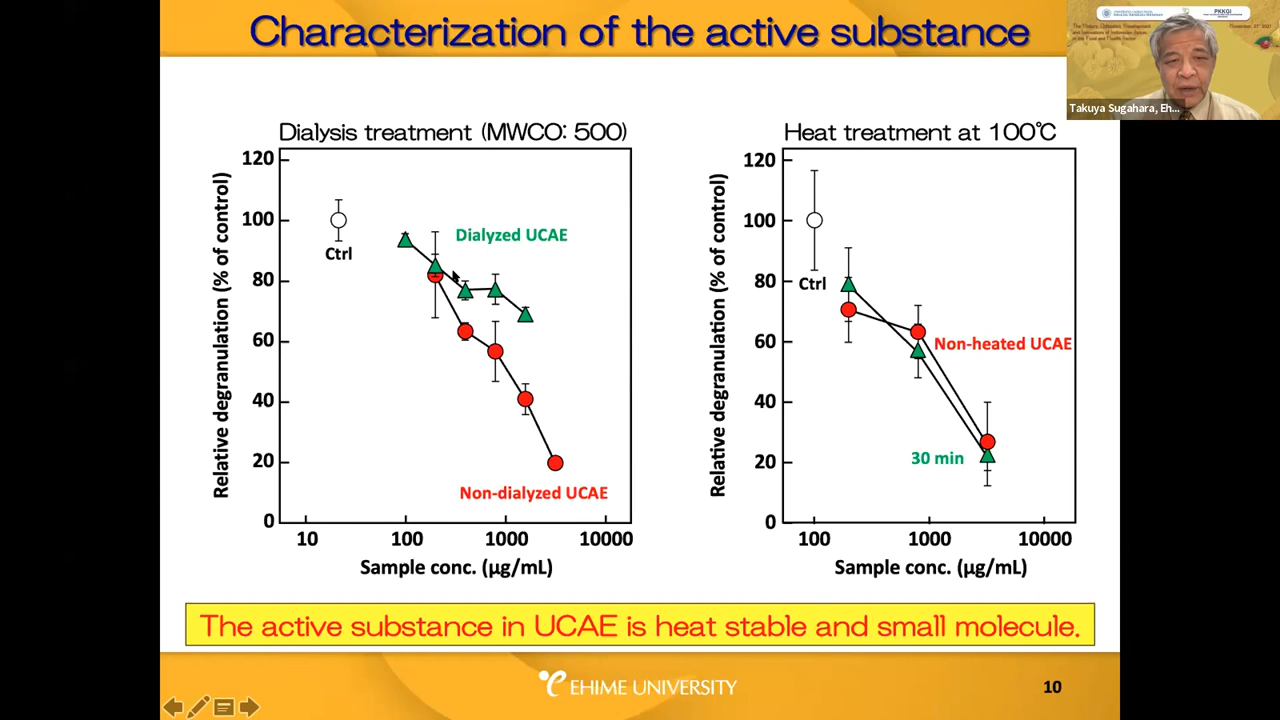 Characterization of the active substance
PKKGI
Takuya Sugahara, Eh...
Dialysis treatment (MWCO: 500)
Relative degranulation (% of control)
120
100
80
60
40
20
0
Ctrl
Dialyzed UCAE
Non-dialyzed UCAE
10
100
1000
10000
Sample conc. (µg/mL)
Heat treatment at 100℃
Relative degranulation (% of control)
120
100
80
60
40
20
0
Ctrl
Non-heated UCAE
30 min
100
1000
10000
Sample conc. (µg/mL)
The active substance in UCAE is heat stable and small molecule.
EHIME UNIVERSITY
10